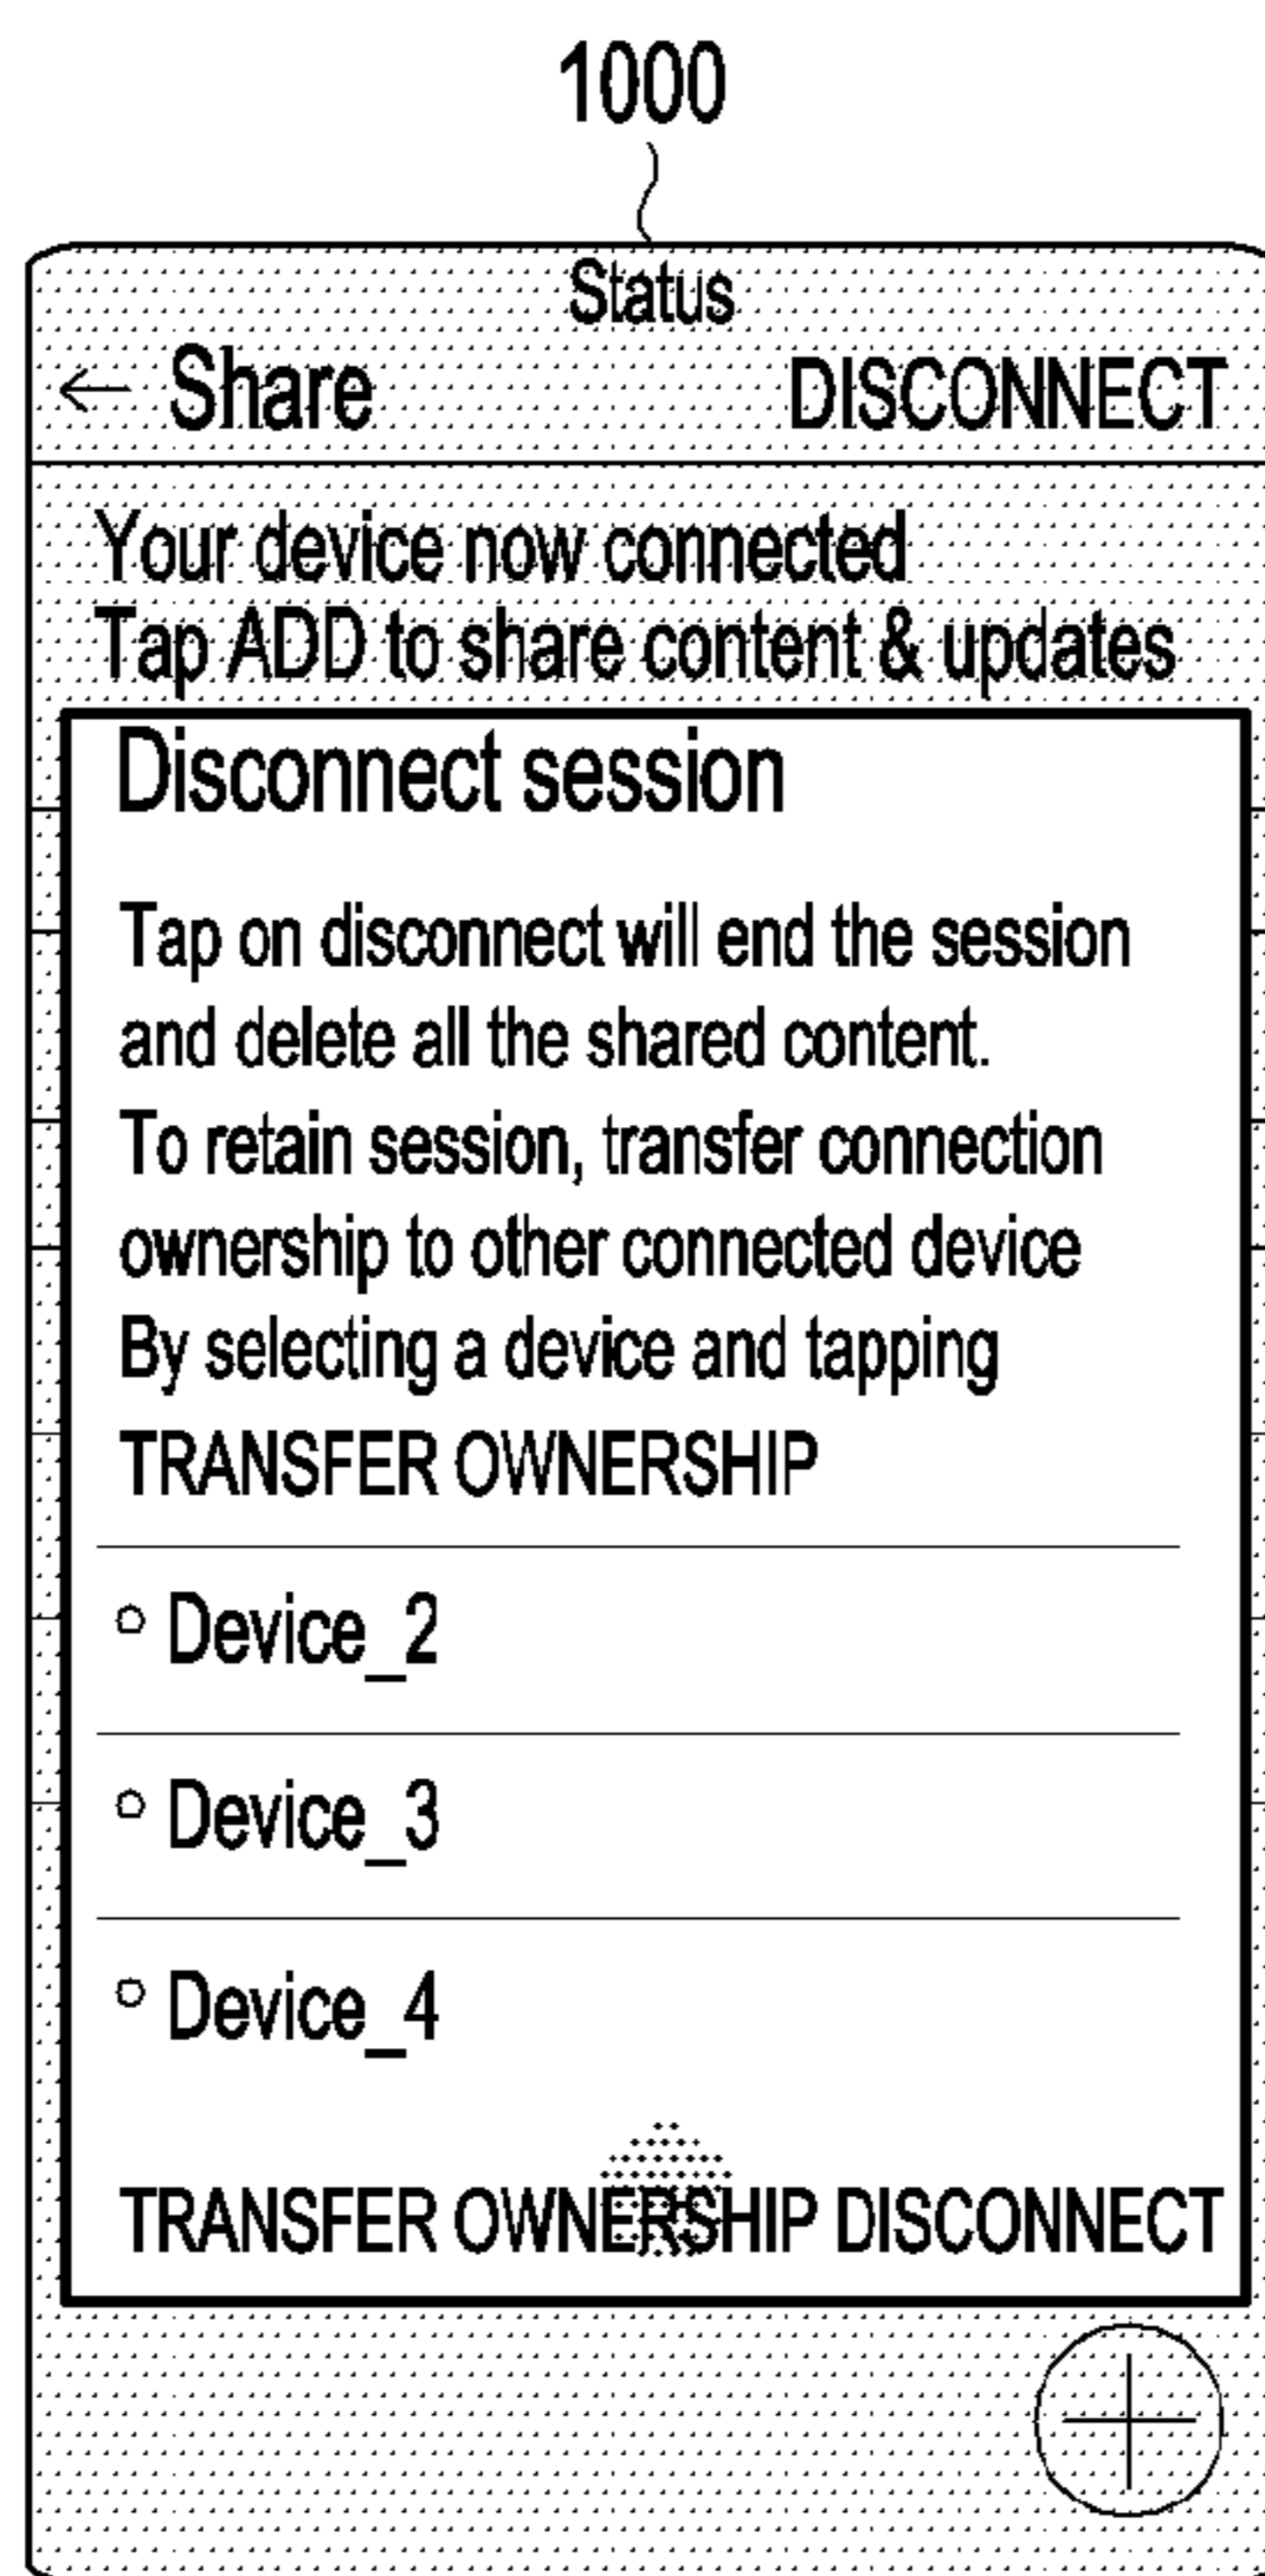 1000
Status
← Share DISCONNECT
Your device now connected
Tap ADD to share content & updates
Disconnect session
Tap on disconnect will end the session
and delete all the shared content.
To retain session, transfer connection
ownership to other connected device
By selecting a device and tapping
TRANSFER OWNERSHIP
Device_2
Device_3
Device_4
TRANSFER OWNERSHIP DISCONNECT